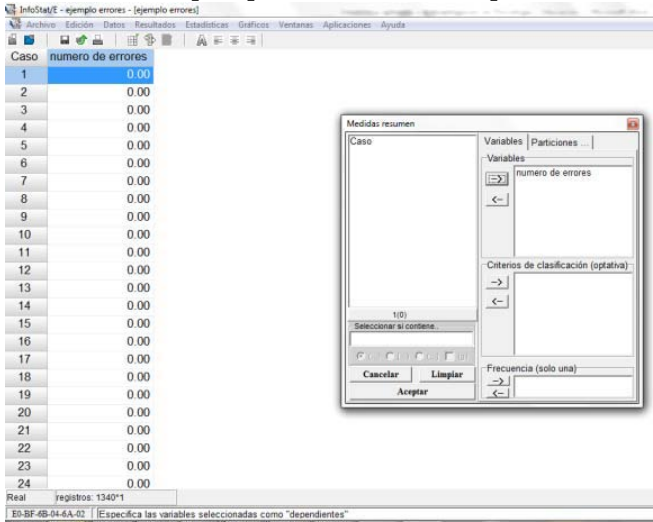 InfoStat/E - ejemplo errores - [ejemplo errores]
Archivo Edición Datos Resultados Estadísticas Gráficos Ventanas Aplicaciones Ayuda
Caso numero de errores
1 0.00
2 0.00
3 0.00
4 0.00
5 0.00
6 0.00
7 0.00
8 0.00
9 0.00
10 0.00
11 0.00
12 0.00
13 0.00
14 0.00
15 0.00
16 0.00
17 0.00
18 0.00
19 0.00
20 0.00
21 0.00
22 0.00
23 0.00
24 0.00
Real registros: 1340*1
E0-BF-6B-04-6A-02 Especifica las variables seleccionadas como "dependientes"
Medidas resumen
Caso
1(0)
Seleccionar si contiene..
Cancelar Limpiar
Aceptar
Variables Particiones ...
Variables
numero de errores
Criterios de clasificación (optativa)
Frecuencia (solo una)